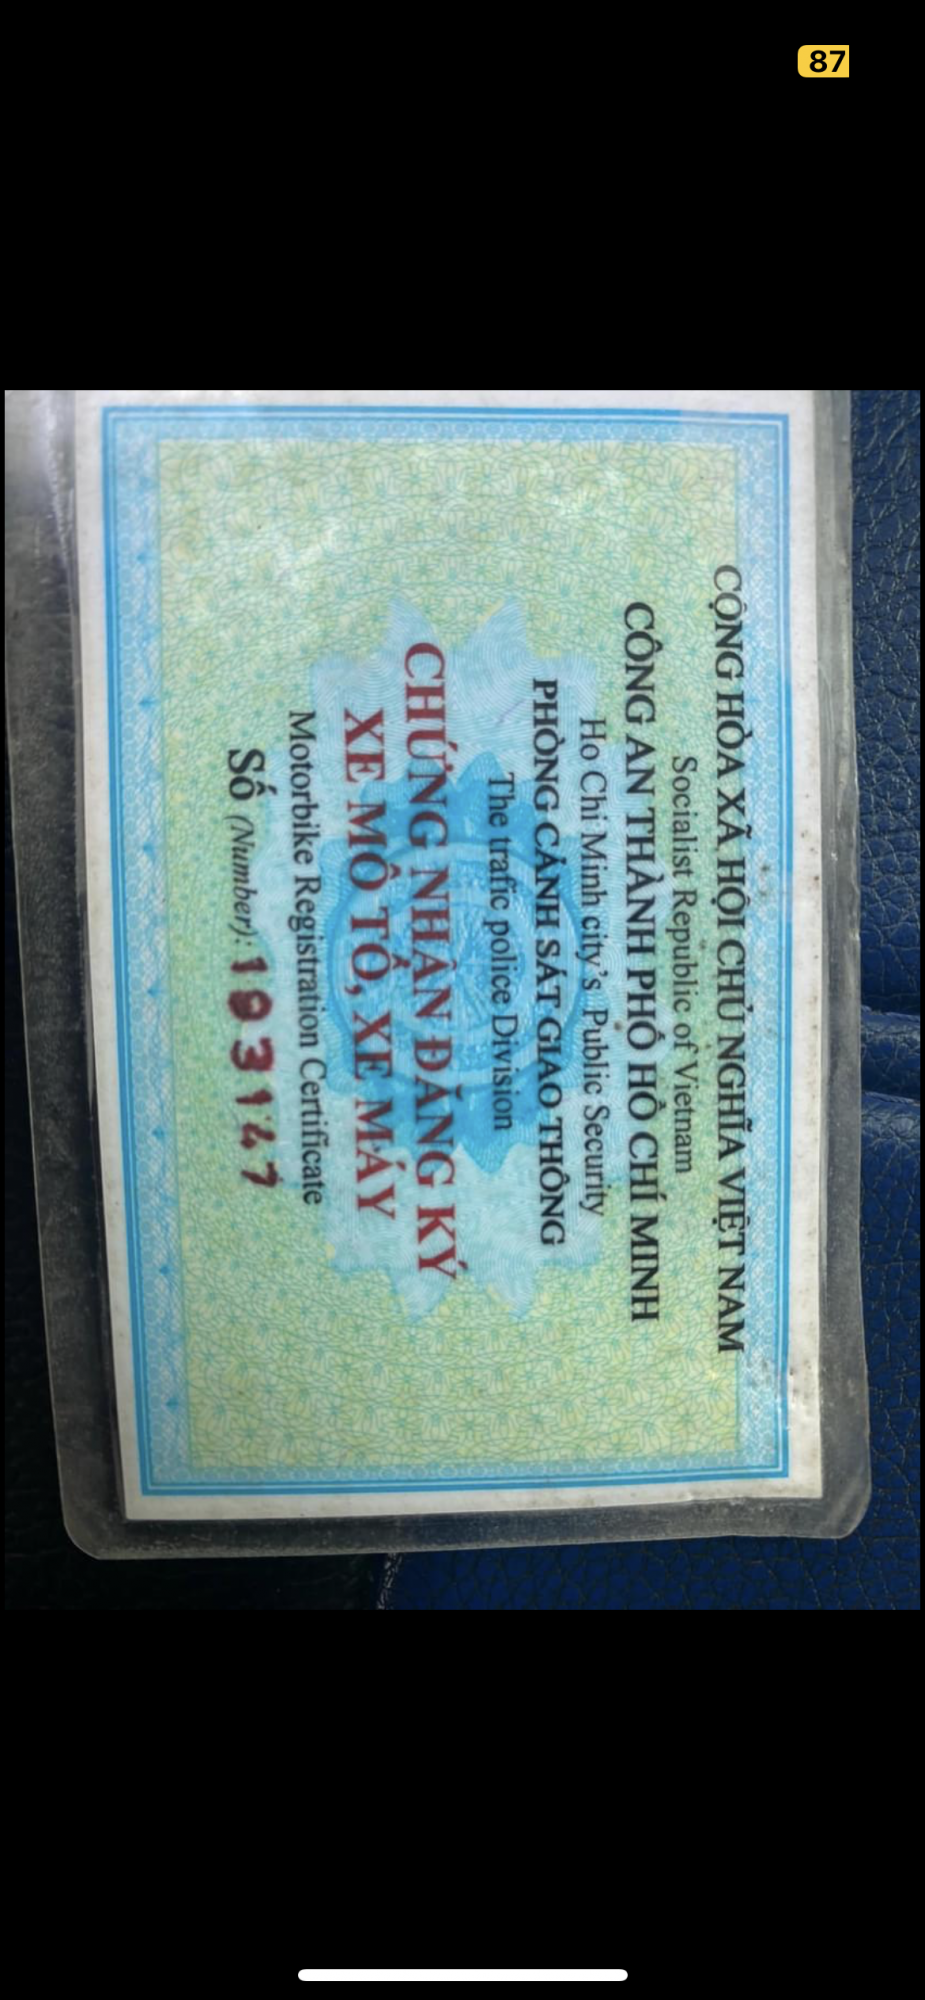 87
CỘNG HÒA XÃ HỘI CHỦ NGHĨA VIỆT NAM
Socialist Republic of Vietnam
CÔNG AN THÀNH PHỐ HỒ CHÍ MINH
Ho Chi Minh city's Public Security
PHÒNG CẢNH SÁT GIAO THÔNG
The trafic police Division
CHỨNG NHẬN ĐĂNG KÝ
XE MÔ TÔ, XE MÁY
Motorbike Registration Certificate
Số (Number):